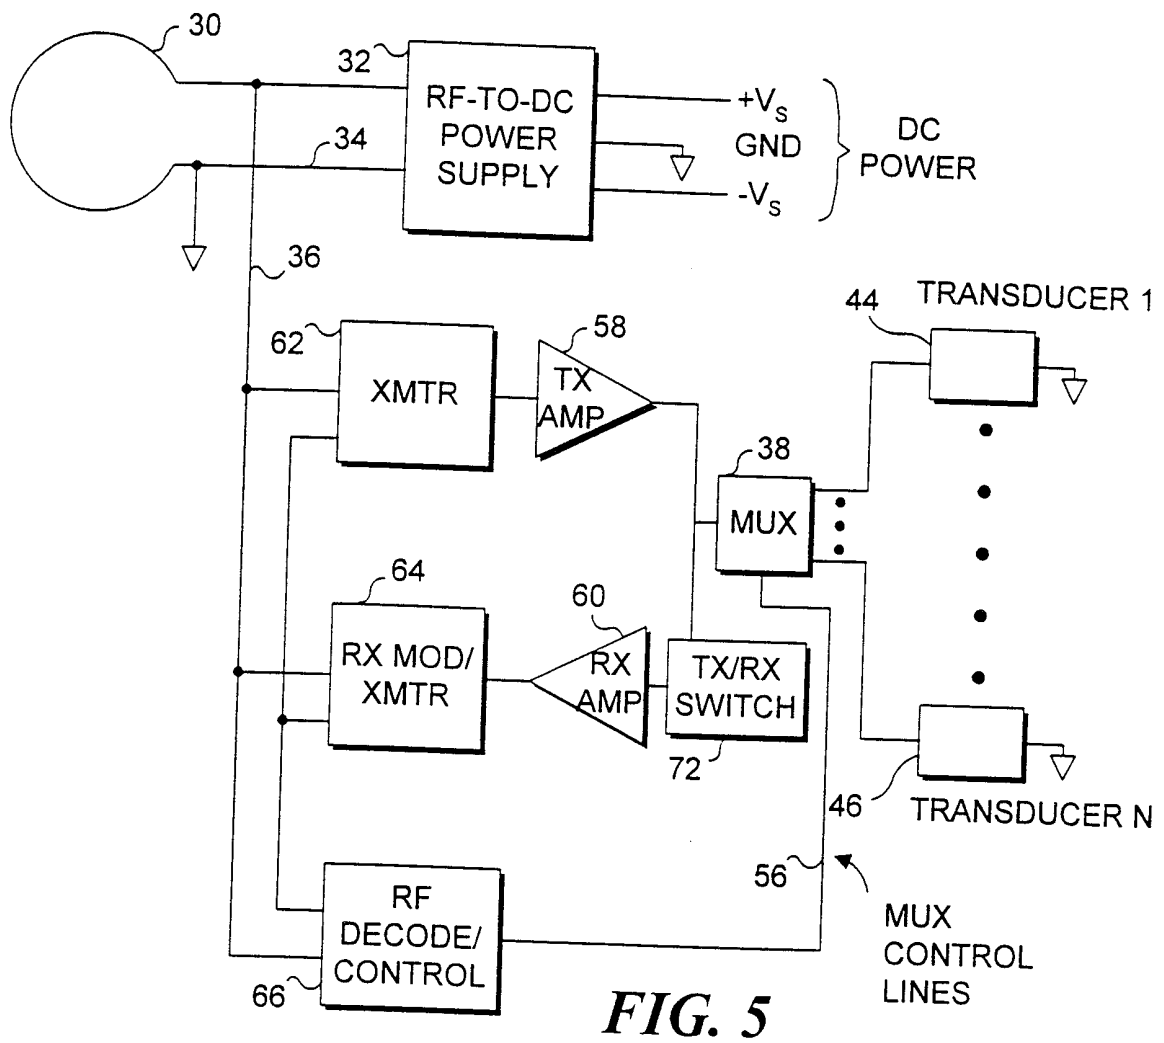 30
32
RF-TO-DC
POWER
SUPPLY
34
+VS
GND
-VS
DC
POWER
36
62
XMTR
58
TX
AMP
38
MUX
44
TRANSDUCER 1
64
RX MOD/
XMTR
60
RX
AMP
TX/RX
SWITCH
72
46
TRANSDUCER N
56
MUX
CONTROL
LINES
RF
DECODE/
CONTROL
66
FIG. 5